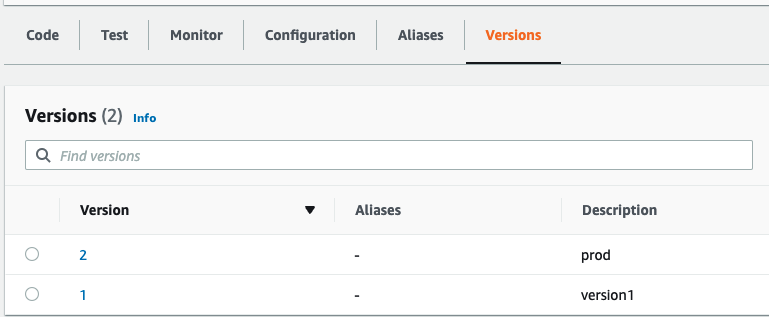 Code Test Monitor Configuration Aliases Versions
Versions (2) Info
Find versions
Version Aliases Description
2 - prod
1 - version1